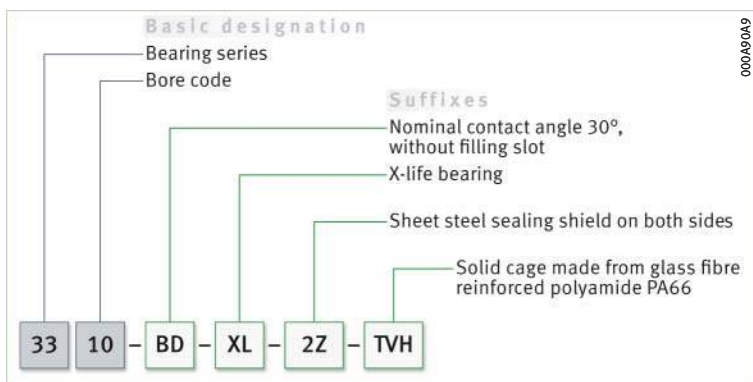 Basic designation
Bearing series
Bore code
Suffixes
Nominal contact angle 30°,
without filling slot
X-life bearing
Sheet steel sealing shield on both sides
Solid cage made from glass fibre
reinforced polyamide PA66
33 10 – BD – XL – 2Z – TVH
000A90A9